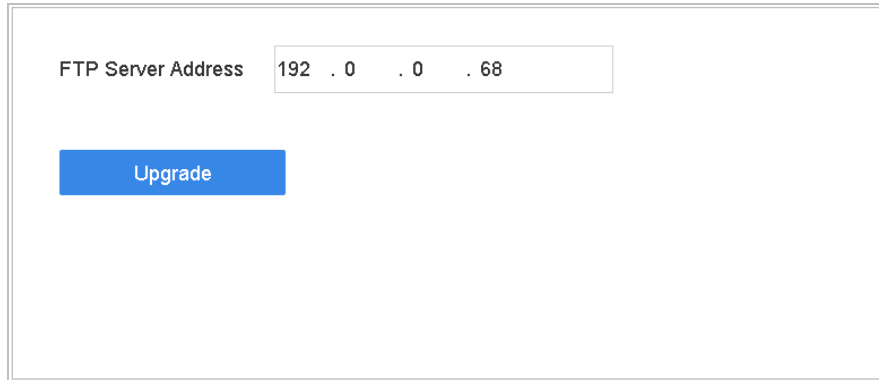 FTP Server Address 192 . 0 . 0 . 68
Upgrade